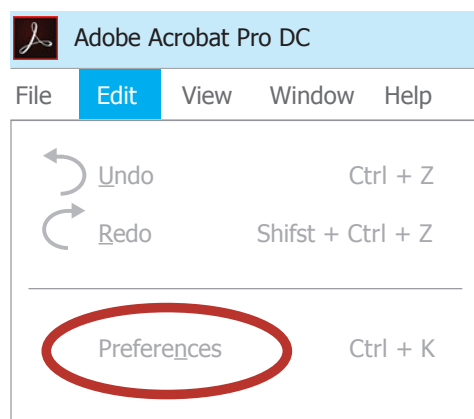 Adobe Acrobat Pro DC
File Edit View Window Help
Undo Ctrl + Z
Redo Shifst + Ctrl + Z
Preferences Ctrl + K